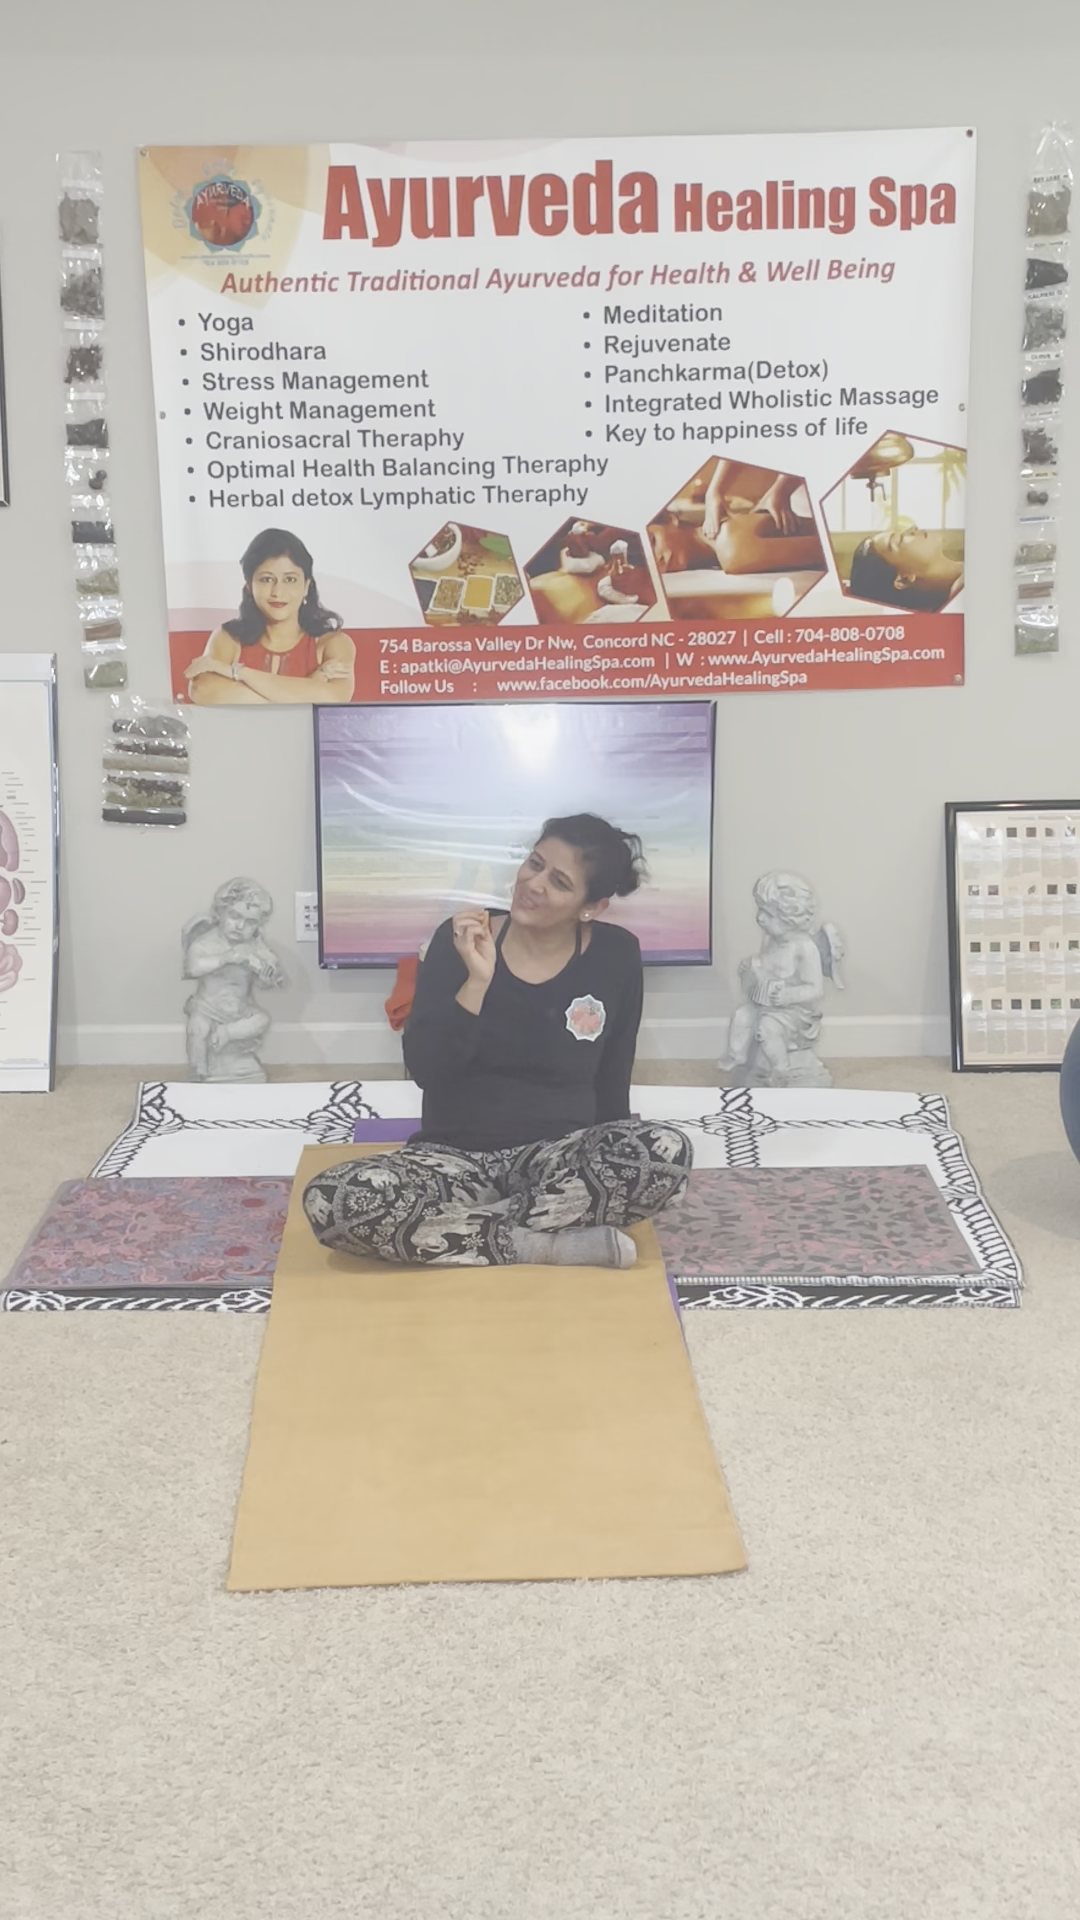 AYURVEDA
Ayurveda Healing Spa
Authentic Traditional Ayurveda for Health & Well Being
• Yoga
• Shirodhara
• Stress Management
• Weight Management
• Craniosacral Theraphy
• Optimal Health Balancing Theraphy
• Herbal detox Lymphatic Theraphy
• Meditation
• Rejuvenate
• Panchkarma(Detox)
• Integrated Wholistic Massage
• Key to happiness of life
754 Barossa Valley Dr Nw, Concord NC - 28027 | Cell : 704-808-0708
E : apatki@AyurvedaHealingSpa.com | W : www.AyurvedaHealingSpa.com
Follow Us : www.facebook.com/AyurvedaHealingSpa